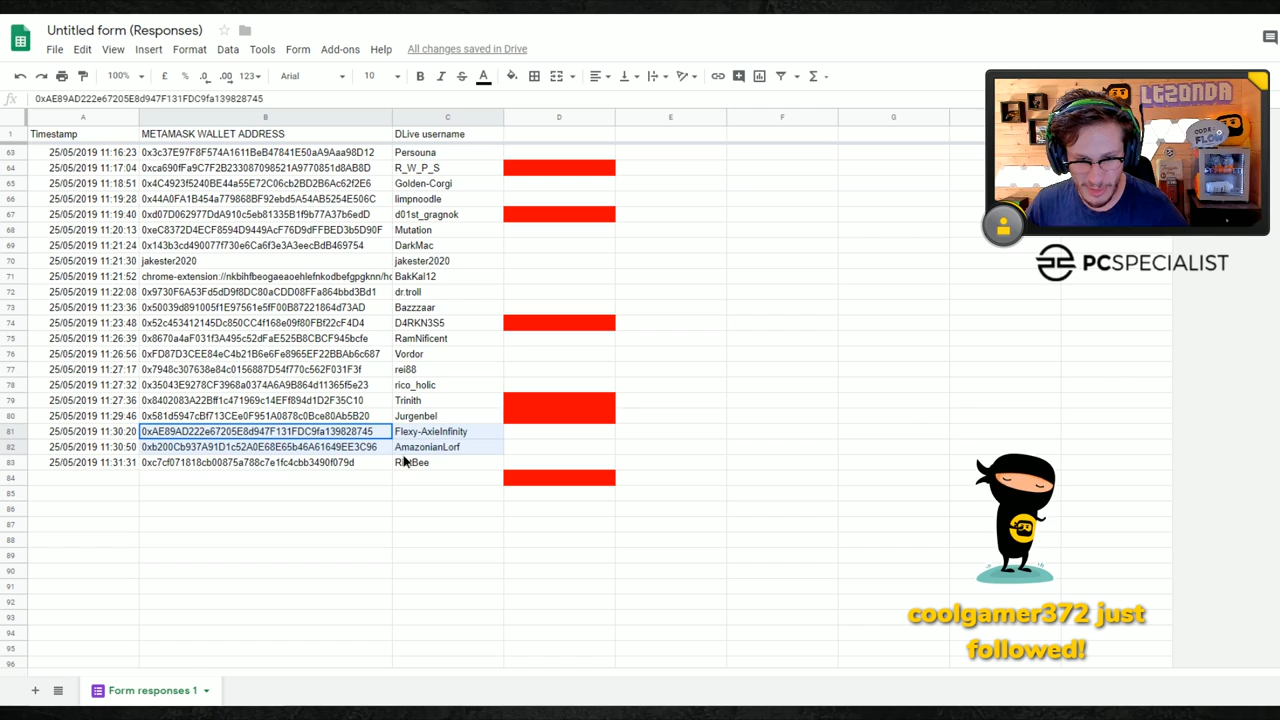 Untitled form (Responses)
File Edit View Insert Format Data Tools Form Add-ons Help All changes saved in Drive
100% £ % .0 .00 123 Arial 10 B I S A
fx 0xAE89AD222e67205E8d947F131FDC9fa139828745
A B C D E F G
1 Timestamp METAMASK WALLET ADDRESS DLive username
63 25/05/2019 11:16:23 0x3c37E97F8F574A1611BeB47841E50aA9Aaa98D12 Persouna
64 25/05/2019 11:17:04 0xca690fFa9C7F2B233087098521A9770851d8AB8D R_W_P_S
65 25/05/2019 11:18:51 0x4C4923f5240BE44a55E72C06cb2BD2B6Ac62f2E6 Golden-Corgi
66 25/05/2019 11:19:28 0x44A0FA1B454a779868BF92ebd5A54AB5254E506C limpnoodle
67 25/05/2019 11:19:40 0xd07D062977DdA910c5eb81335B1f9b77A37b6edD d01st_gragnok
68 25/05/2019 11:20:13 0xeC8372D4ECF8594D9449AcF76D9dFFBED3b5D90F Mutation
69 25/05/2019 11:21:24 0x143b3cd490077f730e6Ca6f3e3A3eecBdB469754 DarkMac
70 25/05/2019 11:21:30 jakester2020 jakester2020
71 25/05/2019 11:21:52 chrome-extension://nkbihfbeogaeaoehlefnkodbefgpgknn/hc BakKal12
72 25/05/2019 11:22:08 0x9730F6A53Fd5dD9f8DC80aCDD08FFa864bbd3Bd1 dr.troll
73 25/05/2019 11:23:36 0x50039d891005f1E97561e5fF00B87221864d73AD Bazzzaar
74 25/05/2019 11:23:48 0x52c453412145Dc850CC4f168e09f80FBf22cF4D4 D4RKN3S5
75 25/05/2019 11:26:39 0x8670a4aF031f3A495c52dFaE525B8CBCF945bcfe RamNificent
76 25/05/2019 11:26:56 0xFD87D3CEE84eC4b21B6e6Fe8965EF22BBAb6c687 Vordor
77 25/05/2019 11:27:17 0x7948c307638e84c0156887D54f770c562F031F3f rei88
78 25/05/2019 11:27:32 0x35043E9278CF3968a0374A6A9B864d11365f5e23 rico_holic
79 25/05/2019 11:27:36 0x8402083A22Bff1c471969c14EFf894d1D2F35C10 Trinith
80 25/05/2019 11:29:46 0x581d5947cBf713CEe0F951A0878c0Bce80Ab5B20 Jurgenbel
81 25/05/2019 11:30:20 0xAE89AD222e67205E8d947F131FDC9fa139828745 Flexy-AxieInfinity
82 25/05/2019 11:30:50 0xb200Cb937A91D1c52A0E68E65b46A61649EE3C96 AmazonianLorf
83 25/05/2019 11:31:31 0xc7cf071818cb00875a788c7e1fc4cbb3490f079d
84
85
86
87
88
89
90
91
92
93
94
95
96
LTZONDA
CODE FLOW
PCSPECIALIST
coolgamer372 just
followed!
Form responses 1